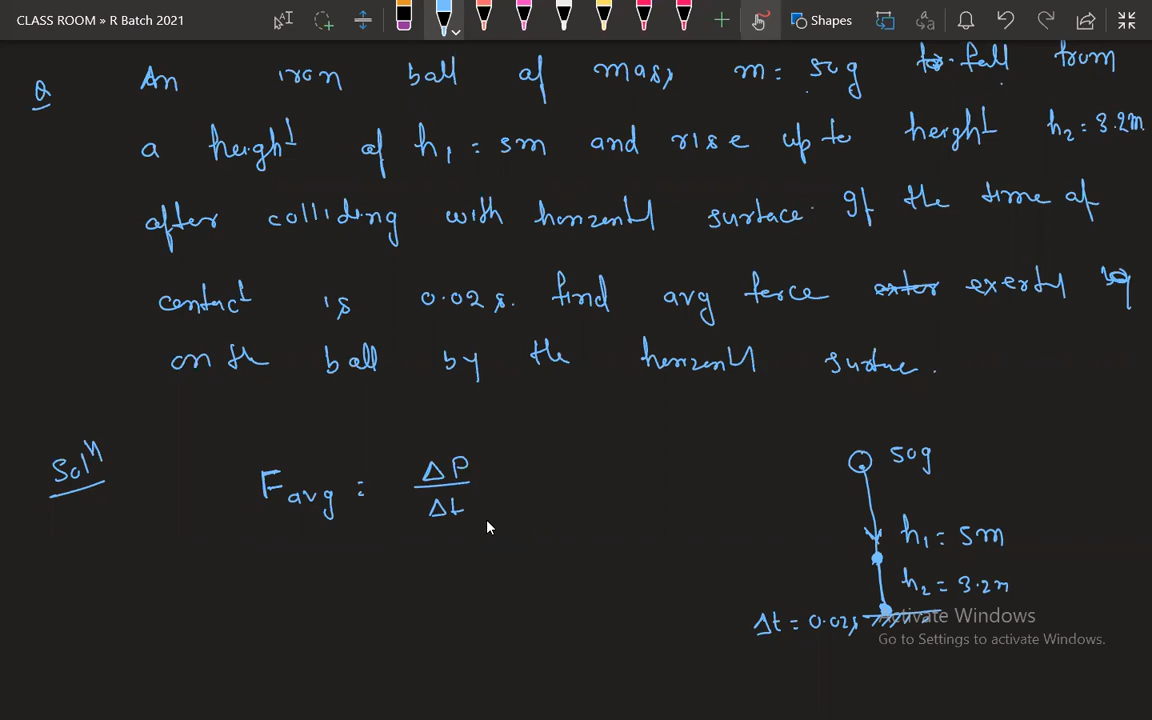 CLASS ROOM » R Batch 2021
Shapes
Q An iron ball of mass m = 50g to fall from
a height of h₁ = 5m and rise up to height h₂ = 3.2m
after colliding with horizontal surface. If the time of
contact is 0.02 s. find avg force exerted
on the ball by the horizontal surface.
Solⁿ
F avg = ΔP / Δt
50g
h₁ = 5m
h₂ = 3.2m
Δt = 0.02s
Activate Windows
Go to Settings to activate Windows.